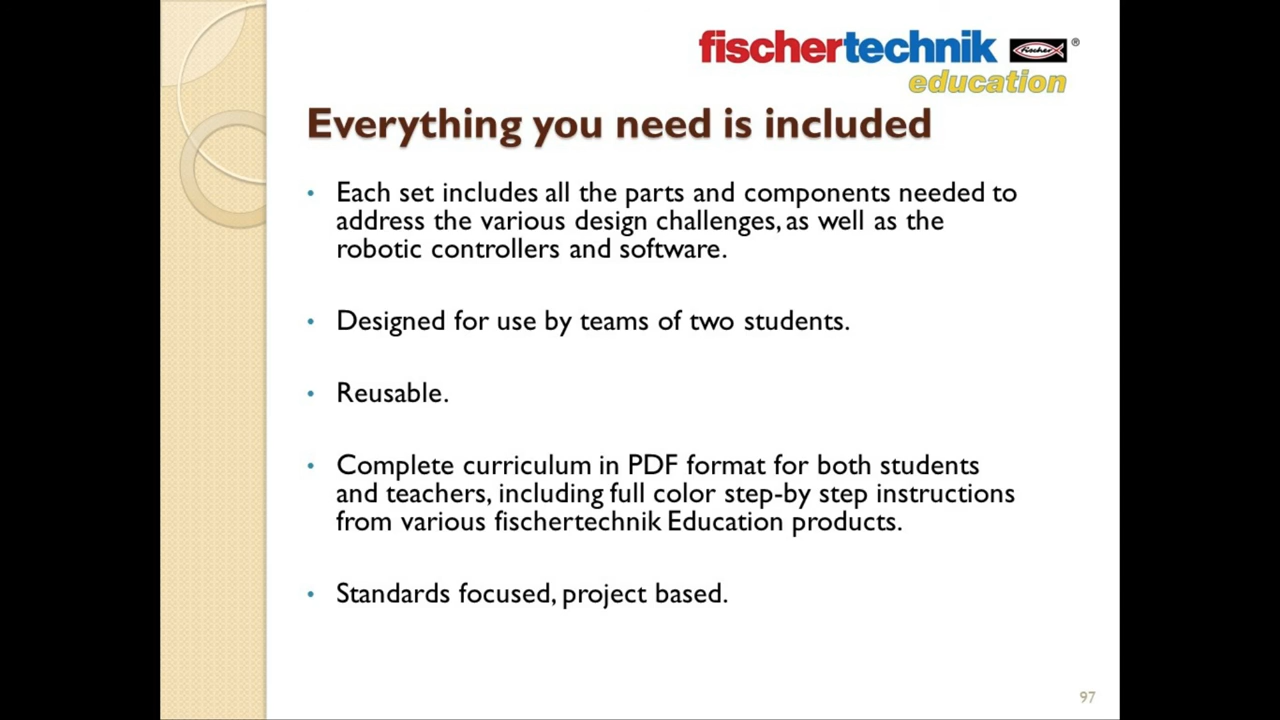 fischertechnik fischer ®
education
Everything you need is included
• Each set includes all the parts and components needed to
address the various design challenges, as well as the
robotic controllers and software.
• Designed for use by teams of two students.
• Reusable.
• Complete curriculum in PDF format for both students
and teachers, including full color step-by step instructions
from various fischertechnik Education products.
• Standards focused, project based.
97